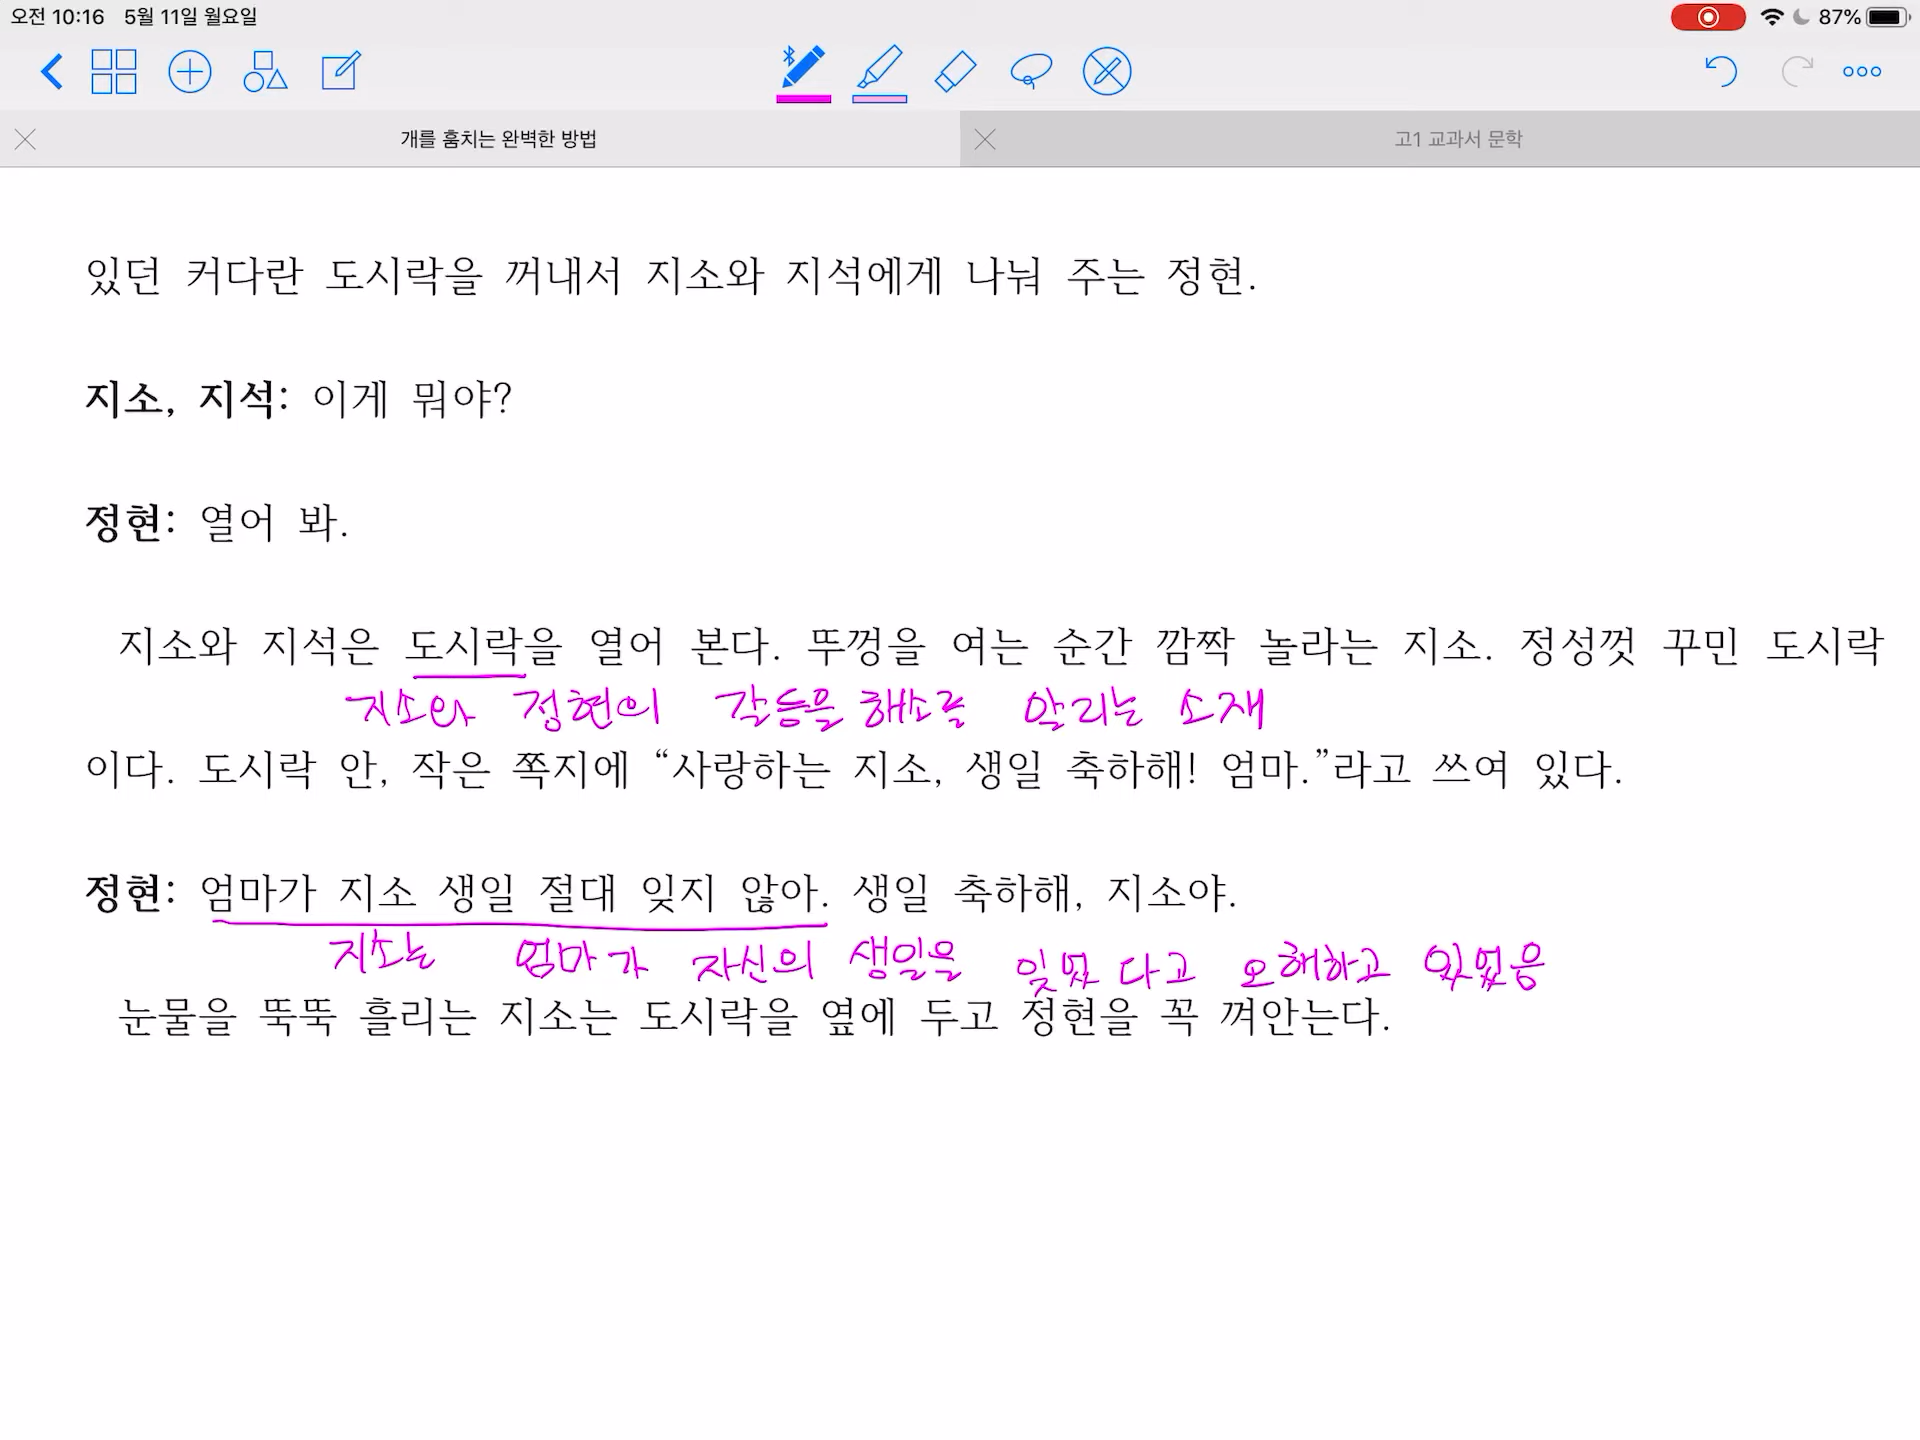 오전 10:16 5월 11일 월요일 87%
개를 훔치는 완벽한 방법 고1 교과서 문학
있던 커다란 도시락을 꺼내서 지소와 지석에게 나눠 주는 정현.
지소, 지석: 이게 뭐야?
정현: 열어 봐.
지소와 지석은 도시락을 열어 본다. 뚜껑을 여는 순간 깜짝 놀라는 지소. 정성껏 꾸민 도시락
지소와 정현의 갈등을 해소를 알리는 소재
이다. 도시락 안, 작은 쪽지에 “사랑하는 지소, 생일 축하해! 엄마.”라고 쓰여 있다.
정현: 엄마가 지소 생일 절대 잊지 않아. 생일 축하해, 지소야.
지소는 엄마가 자신의 생일을 잊었다고 오해하고 있었음
눈물을 뚝뚝 흘리는 지소는 도시락을 옆에 두고 정현을 꼭 껴안는다.